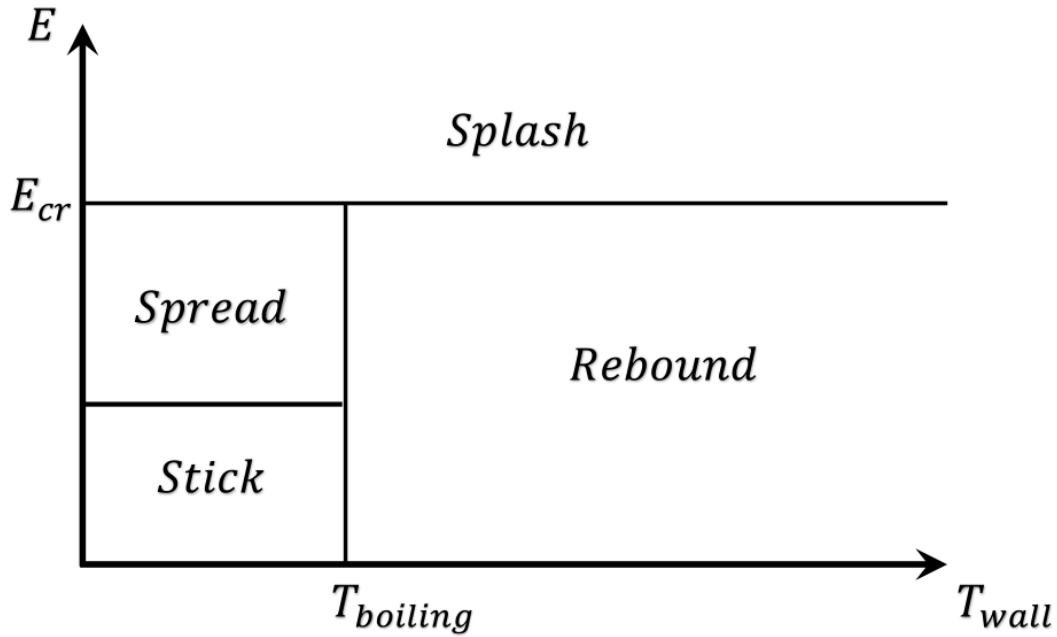 E
Splash
E_cr
Spread
Rebound
Stick
T_boiling
T_wall